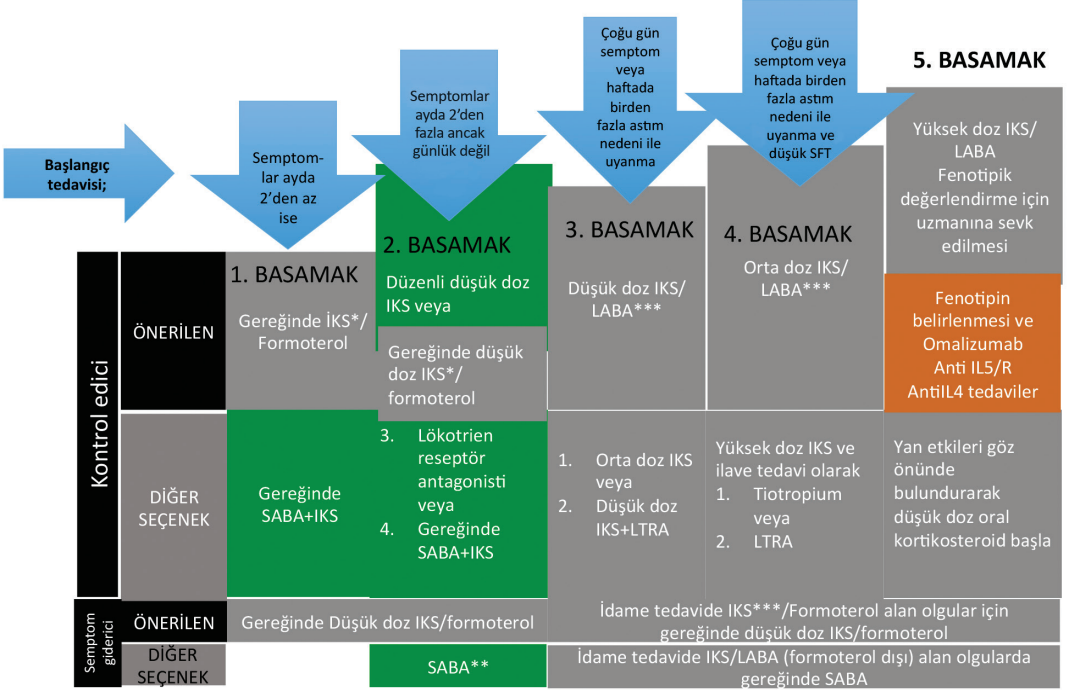 Başlangıç
tedavisi;
Semptom-
lar ayda
2’den az
ise
Semptomlar
ayda 2’den
fazla ancak
günlük değil
Çoğu gün
semptom
veya
haftada
birden
fazla astım
nedeni ile
uyanma
Çoğu gün
semptom veya
haftada birden
fazla astım
nedeni ile
uyanma ve
düşük SFT
5. BASAMAK
Yüksek doz IKS/
LABA
Fenotipik
değerlendirme için
uzmanına sevk
edilmesi
Kontrol edici
ÖNERİLEN
1. BASAMAK
Gereğinde İKS*/
Formoterol
2. BASAMAK
Düzenli düşük doz
IKS veya
Gereğinde düşük
doz IKS*/
formoterol
3. BASAMAK
Düşük doz IKS/
LABA***
4. BASAMAK
Orta doz IKS/
LABA***
Fenotipin
belirlenmesi ve
Omalizumab
Anti IL5/R
AntiIL4 tedaviler
DİĞER
SEÇENEK
Gereğinde
SABA+IKS
3. Lökotrien
reseptör
antagonisti
veya
4. Gereğinde
SABA+IKS
1. Orta doz IKS
veya
2. Düşük doz
IKS+LTRA
Yüksek doz IKS ve
ilave tedavi olarak
1. Tiotropium
veya
2. LTRA
Yan etkileri göz
önünde
bulundurarak
düşük doz oral
kortikosteroid başla
Semptom
giderici
ÖNERİLEN
Gereğinde Düşük doz IKS/formoterol
İdame tedavide IKS***/Formoterol alan olgular için
gereğinde düşük doz IKS/formoterol
DİĞER
SEÇENEK
SABA**
İdame tedavide IKS/LABA (formoterol dışı) alan olgularda
gereğinde SABA